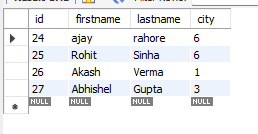 id firstname lastname city
24 ajay rahore 6
25 Rohit Sinha 6
26 Akash Verma 1
27 Abhishel Gupta 3
NULL NULL NULL NULL